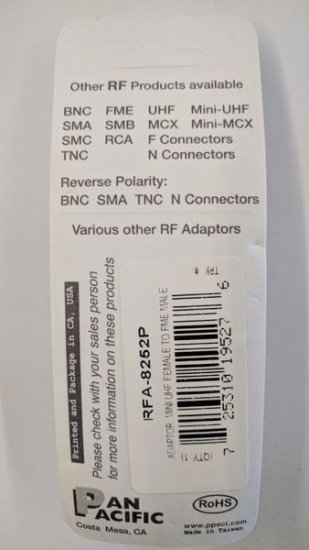 Other RF Products available
BNC FME UHF Mini-UHF
SMA SMB MCX Mini-MCX
SMC RCA F Connectors
TNC N Connectors
Reverse Polarity:
BNC SMA TNC N Connectors
Various other RF Adaptors
Printed and Package in CA, USA
Please check with your sales person
for more information on these products
RFA-8252P
ADAPTOR, MINI UHF FEMALE TO FME MALE
(QTY: 1)
7 25310 19527 6
TRY #
PAN
PACIFIC
Costa Mesa, CA
RoHS
www.ppeci.com
Made in Taiwan